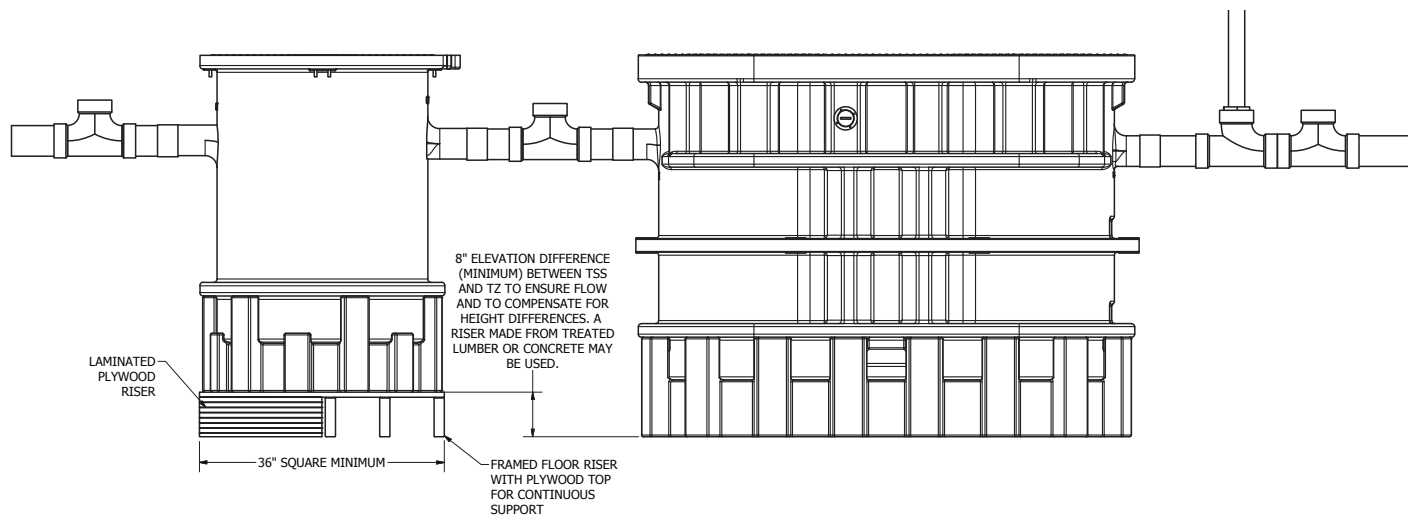 8" ELEVATION DIFFERENCE
(MINIMUM) BETWEEN TSS
AND TZ TO ENSURE FLOW
AND TO COMPENSATE FOR
HEIGHT DIFFERENCES. A
RISER MADE FROM TREATED
LUMBER OR CONCRETE MAY
BE USED.
LAMINATED
PLYWOOD
RISER
36" SQUARE MINIMUM
FRAMED FLOOR RISER
WITH PLYWOOD TOP
FOR CONTINUOUS
SUPPORT